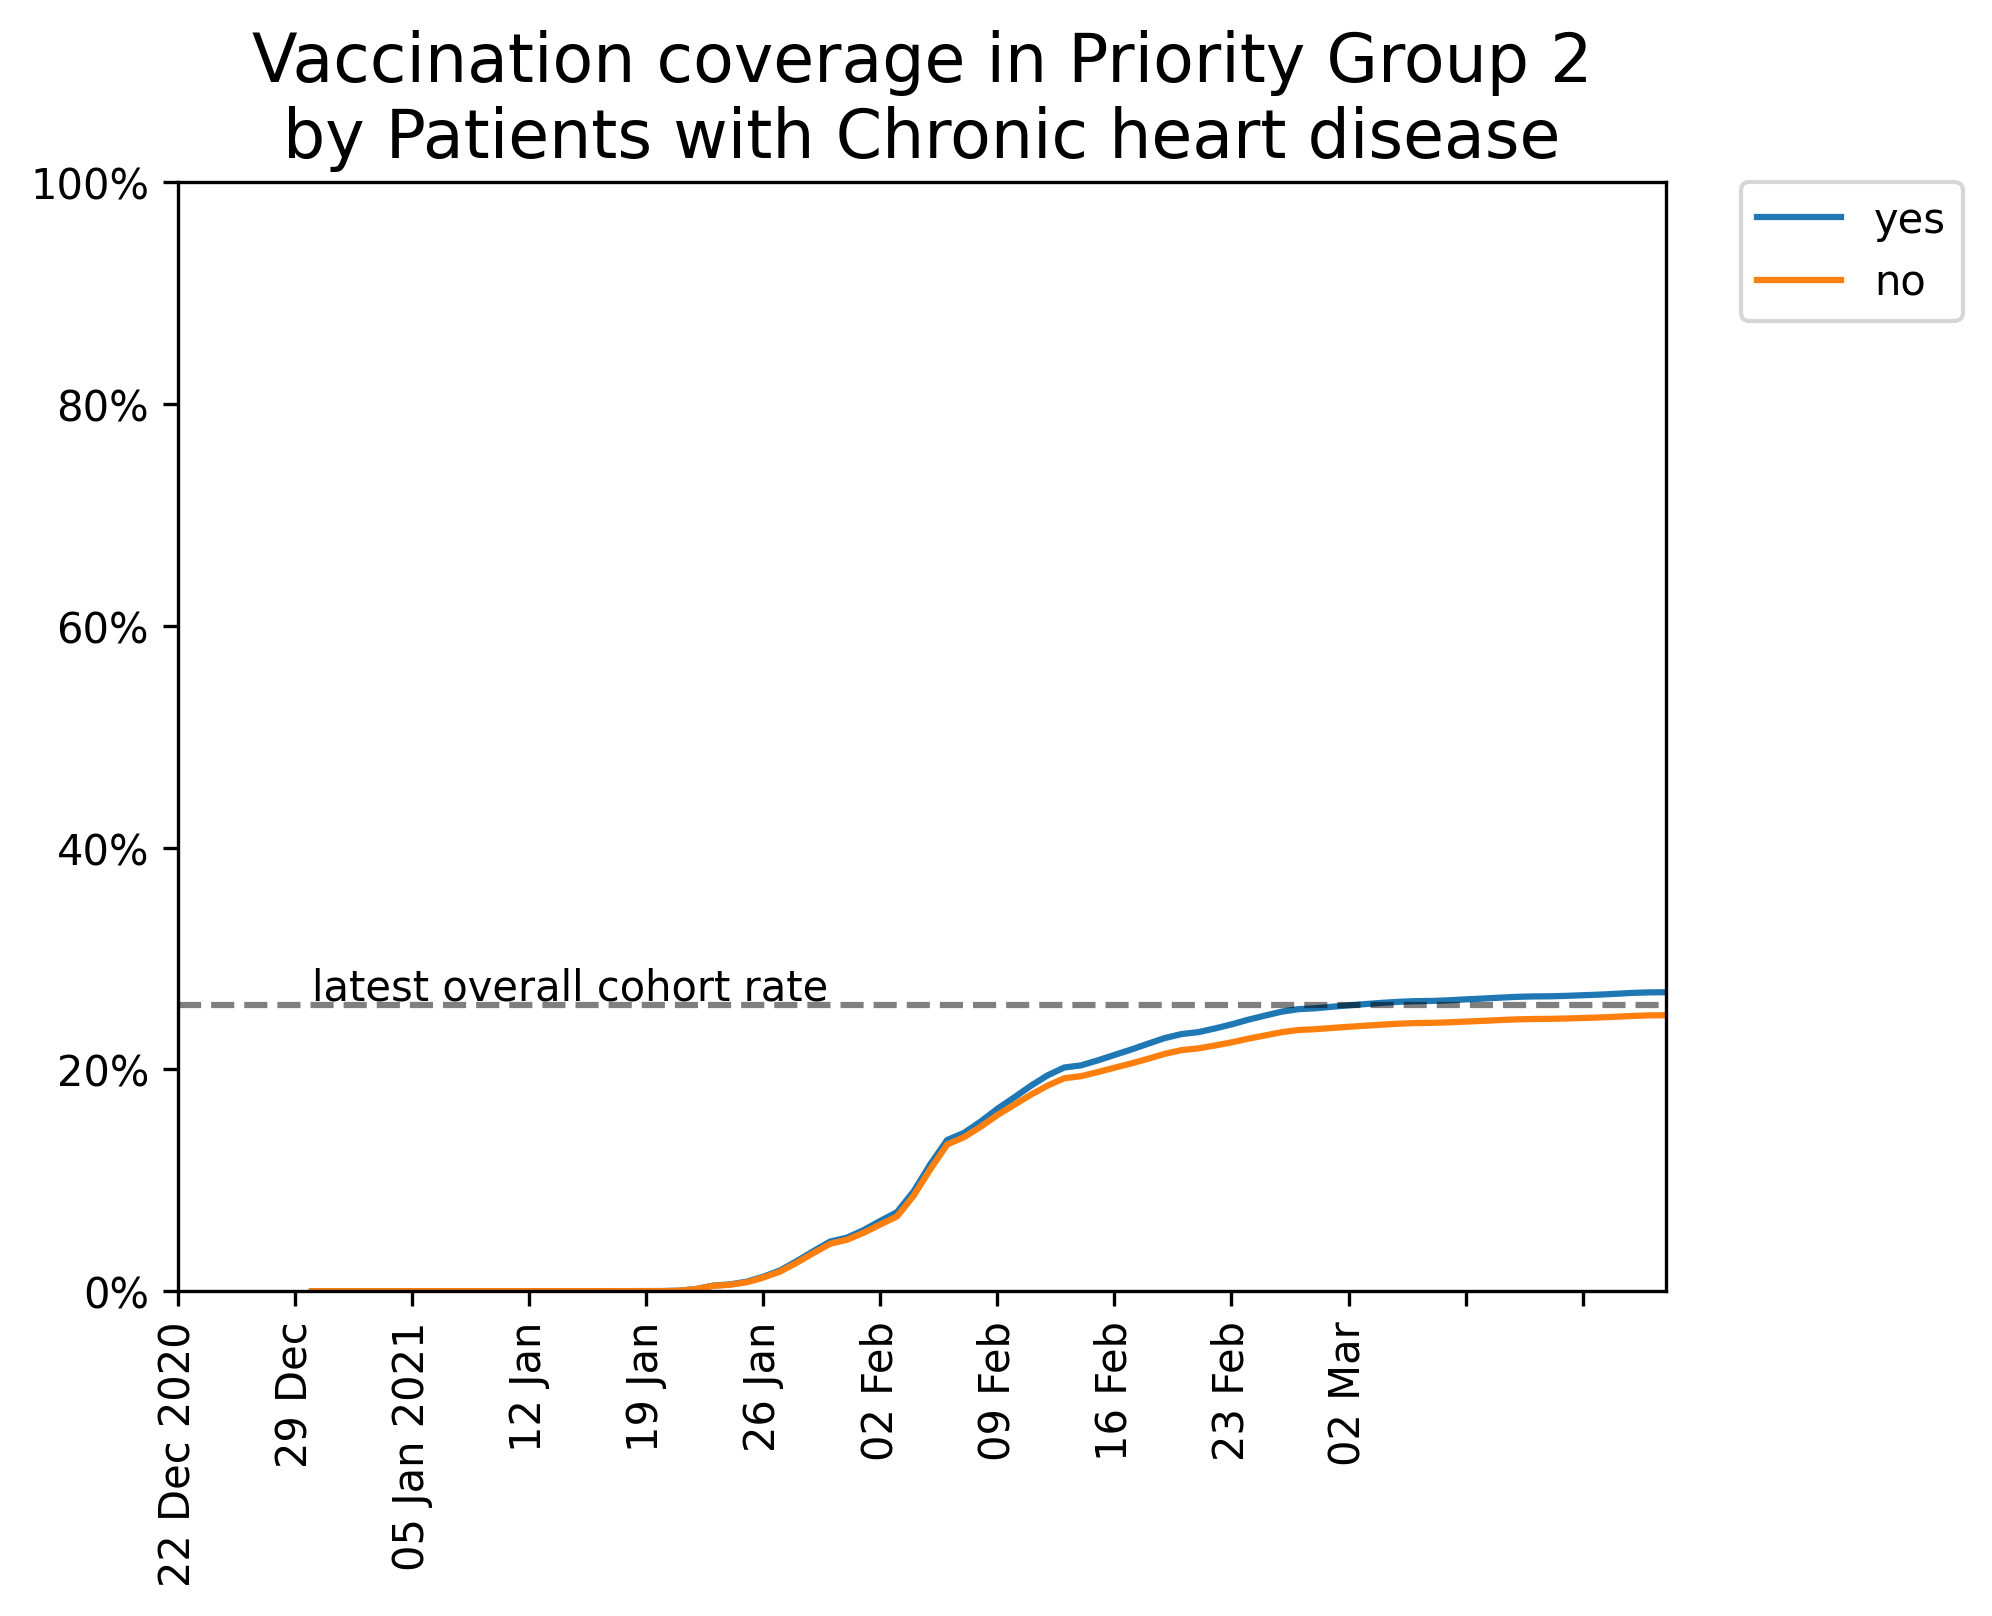 Vaccination coverage in Priority Group 2
by Patients with Chronic heart disease
100%
80%
60%
40%
20%
0%
latest overall cohort rate
22 Dec 2020
29 Dec
05 Jan 2021
12 Jan
19 Jan
26 Jan
02 Feb
09 Feb
16 Feb
23 Feb
02 Mar
yes
no